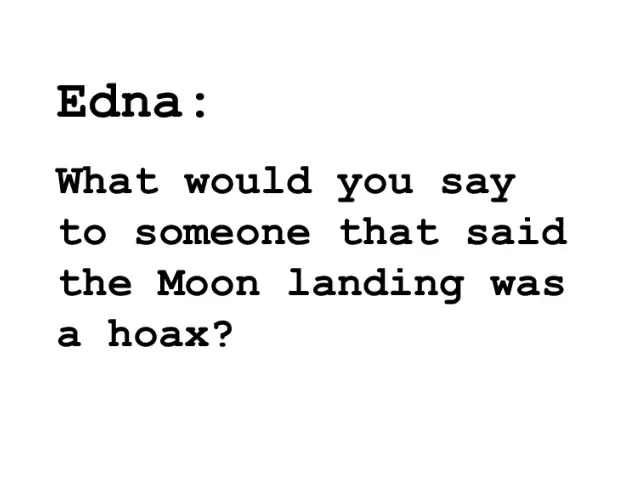 Edna:
What would you say
to someone that said
the Moon landing was
a hoax?